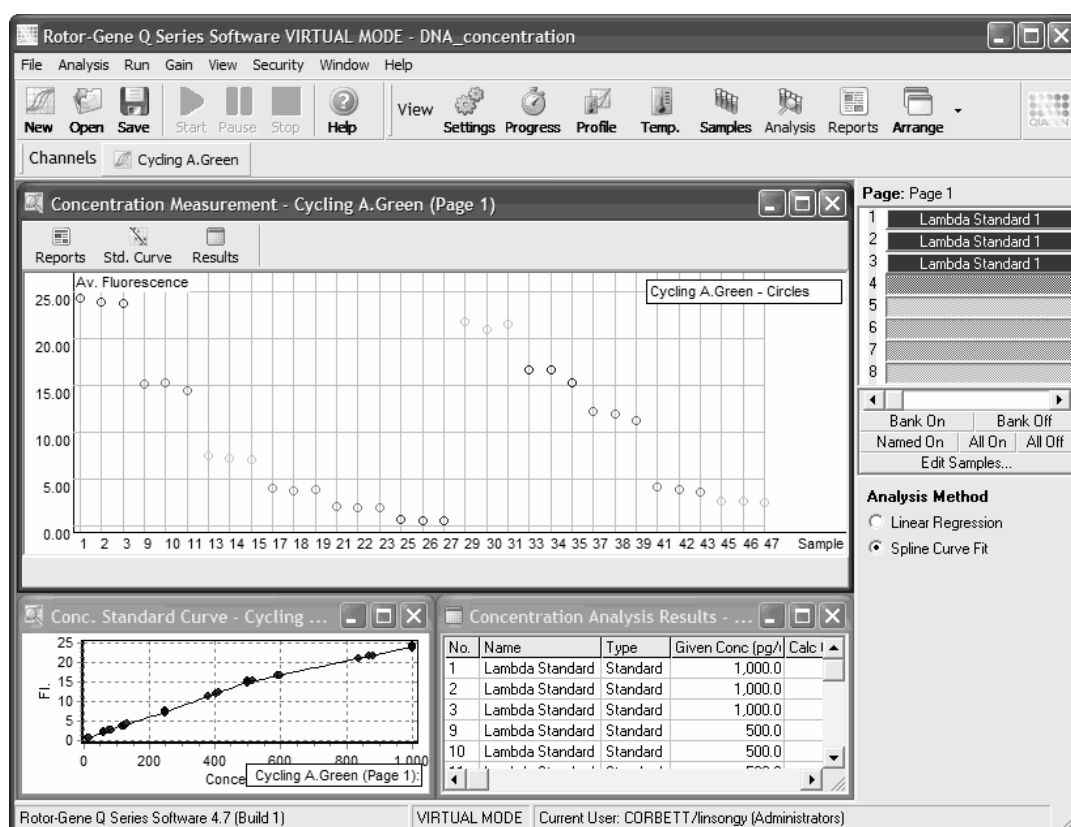 Rotor-Gene Q Series Software VIRTUAL MODE - DNA_concentration
File Analysis Run Gain View Security Window Help
New Open Save Start Pause Stop Help View Settings Progress Profile Temp. Samples Analysis Reports Arrange QIAGEN
Channels Cycling A.Green
Concentration Measurement - Cycling A.Green (Page 1)
Reports Std. Curve Results
Av. Fluorescence
Cycling A.Green - Circles
25.00
20.00
15.00
10.00
5.00
0.00
1 2 3 9 10 11 13 14 15 17 18 19 21 22 23 25 26 27 29 30 31 33 34 35 37 38 39 41 42 43 45 46 47 Sample
Page: Page 1
1 Lambda Standard 1
2 Lambda Standard 1
3 Lambda Standard 1
4
5
6
7
8
Bank On Bank Off
Named On All On All Off
Edit Samples...
Analysis Method
Linear Regression
Spline Curve Fit
Conc. Standard Curve - Cycling ...
25
20
15
10
5
0
Fl.
0 200 400 600 800 1 000
Conce
Cycling A.Green (Page 1):
Concentration Analysis Results - ...
No. Name Type Given Conc (pg/ Calc
1 Lambda Standard Standard 1,000.0
2 Lambda Standard Standard 1,000.0
3 Lambda Standard Standard 1,000.0
9 Lambda Standard Standard 500.0
10 Lambda Standard Standard 500.0
Rotor-Gene Q Series Software 4.7 (Build 1) VIRTUAL MODE Current User: CORBETT/linsongy (Administrators)